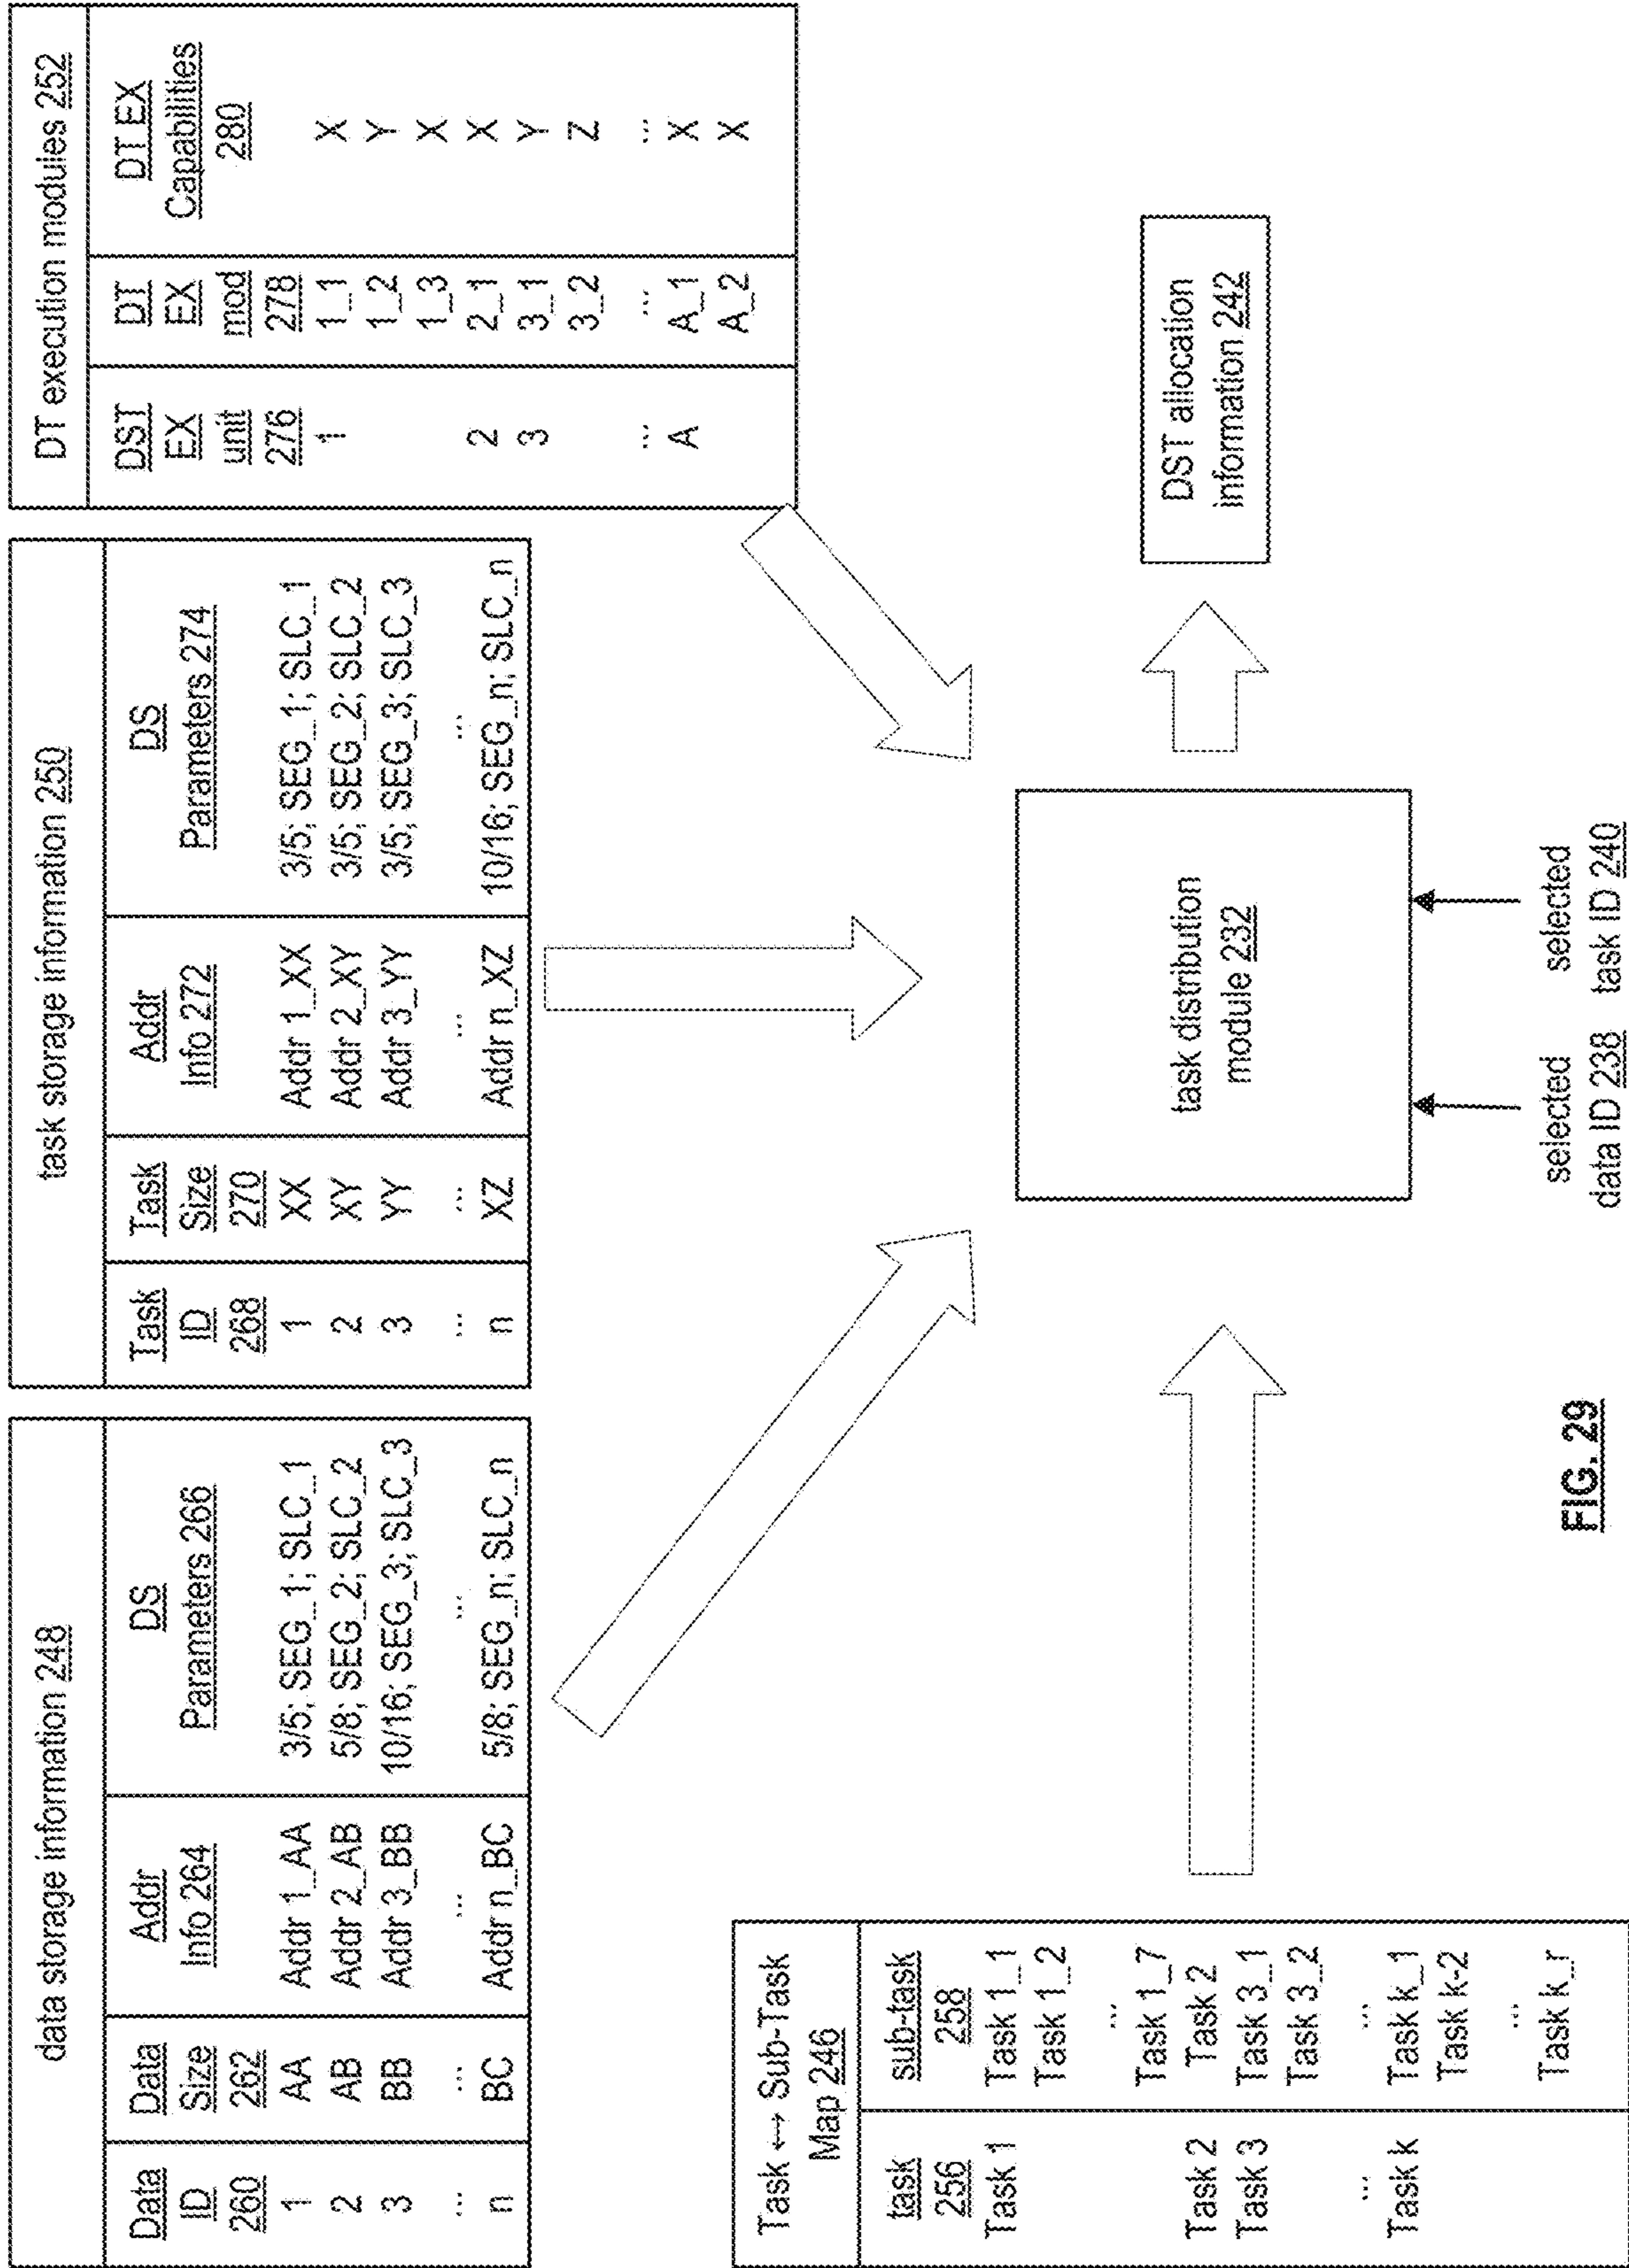 data storage information 248
Data ID 260 Data Size 262 Addr Info 264 DS Parameters 266
1 AA Addr 1_AA 3/5; SEG_1; SLC_1
2 AB Addr 2_AB 5/8; SEG_2; SLC_2
3 BB Addr 3_BB 10/16; SEG_3; SLC_3
... ... ... ...
n BC Addr n_BC 5/8; SEG_n; SLC_n
task storage information 250
Task ID 268 Task Size 270 Addr Info 272 DS Parameters 274
1 XX Addr 1_XX 3/5; SEG_1; SLC_1
2 XY Addr 2_XY 3/5; SEG_2; SLC_2
3 YY Addr 3_YY 3/5; SEG_3; SLC_3
... ... ... ...
n XZ Addr n_XZ 10/16; SEG_n; SLC_n
DT execution modules 252
DST EX unit 276 DT EX mod 278 DT EX Capabilities 280
1 1_1 X
1_2 Y
1_3 X
2 2_1 X
3 3_1 Y
3_2 Z
... ... ...
A A_1 X
A_2 X
Task ↔ Sub-Task
Map 246
task 256 sub-task 258
Task 1 Task 1_1
Task 1_2
...
Task 1_7
Task 2 Task 2
Task 3 Task 3_1
Task 3_2
... ...
Task k Task k_1
Task k-2
...
Task k_r
task distribution
module 232
DST allocation
information 242
selected
data ID 238
selected
task ID 240
FIG. 29